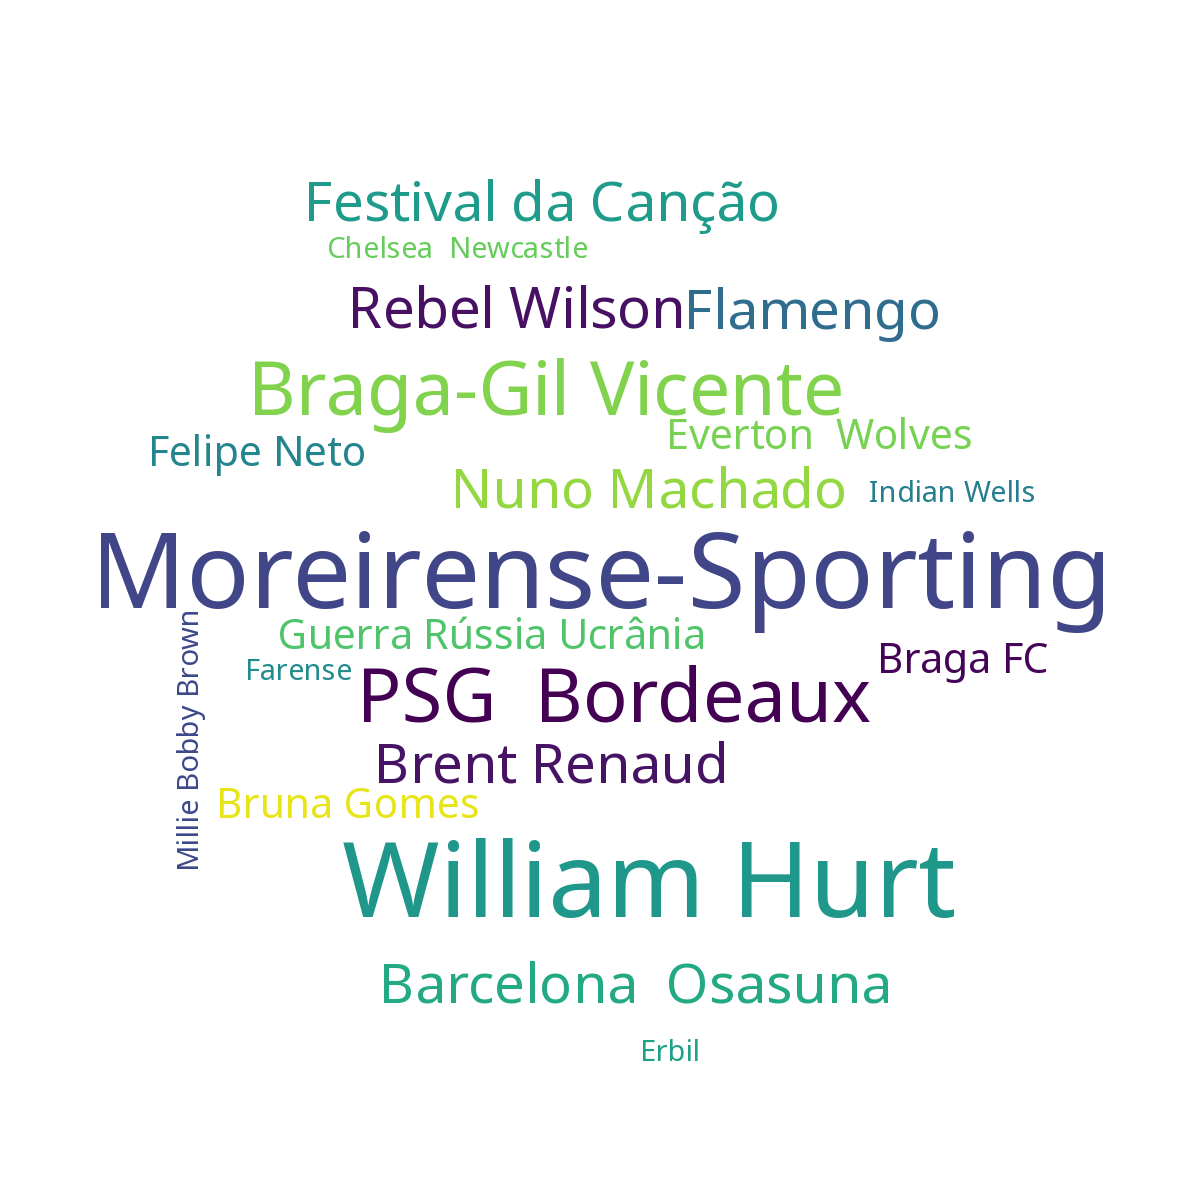 Festival da Canção
Chelsea  Newcastle
Rebel Wilson
Flamengo
Braga-Gil Vicente
Everton  Wolves
Felipe Neto
Nuno Machado
Indian Wells
Moreirense-Sporting
Guerra Rússia Ucrânia
Braga FC
Farense
PSG  Bordeaux
Millie Bobby Brown
Brent Renaud
Bruna Gomes
William Hurt
Barcelona  Osasuna
Erbil